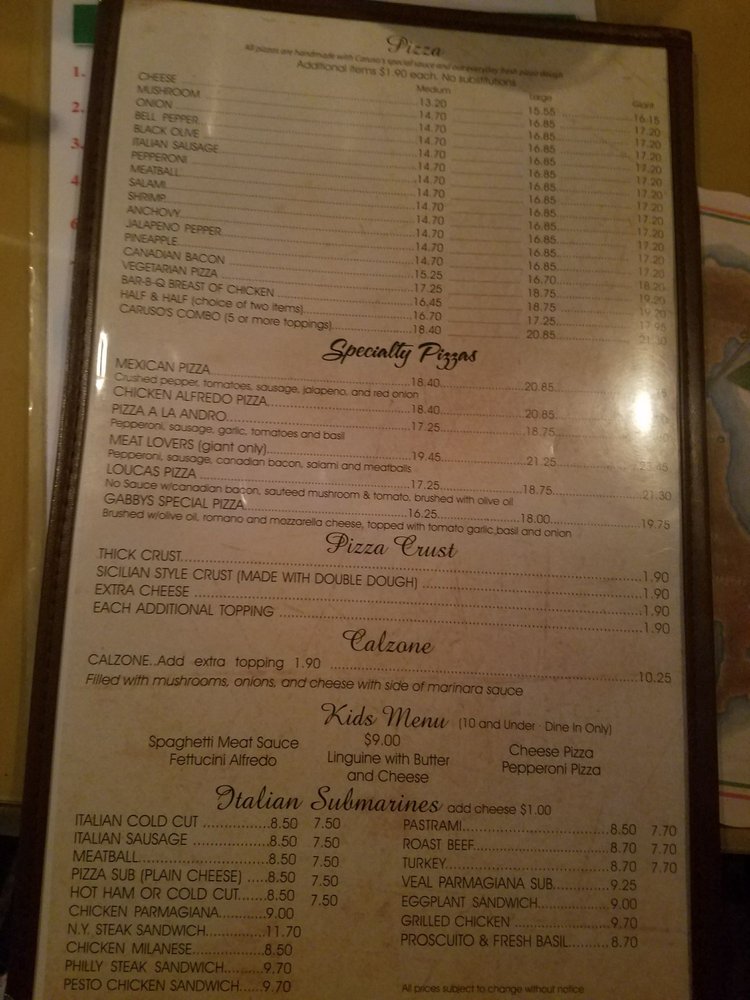 Pizza
All pizzas are handmade with Caruso's special sauce and our everyday fresh pizza dough
Additional items $1.90 each. No substitutions
Medium Large Giant
CHEESE 13.20 15.55 16.15
MUSHROOM 14.70 16.85 17.20
ONION 14.70 16.85 17.20
BELL PEPPER 14.70 16.85 17.20
BLACK OLIVE 14.70 16.85 17.20
ITALIAN SAUSAGE 14.70 16.85 17.20
PEPPERONI 14.70 16.85 17.20
MEATBALL 14.70 16.85 17.20
SALAMI 14.70 16.85 17.20
SHRIMP 14.70 16.85 17.20
ANCHOVY 14.70 16.85 17.20
JALAPENO PEPPER 14.70 16.85 17.20
PINEAPPLE 14.70 16.85 17.20
CANADIAN BACON 15.25 16.70 18.20
VEGETARIAN PIZZA 17.25 18.75 19.20
BAR-B-Q BREAST OF CHICKEN 16.45 18.75 19.20
HALF & HALF (choice of two items) 16.70 17.25 17.95
CARUSO'S COMBO (5 or more toppings) 18.40 20.85 21.30
Specialty Pizzas
MEXICAN PIZZA 18.40 20.85
Crushed pepper, tomatoes, sausage, jalapeno, and red onion
CHICKEN ALFREDO PIZZA 18.40 20.85
PIZZA A LA ANDRO 17.25 18.75
Pepperoni, sausage, garlic, tomatoes and basil
MEAT LOVERS (giant only) 19.45 21.25 23.45
Pepperoni, sausage, canadian bacon, salami and meatballs
LOUCAS PIZZA 17.25 18.75 21.30
No Sauce w/canadian bacon, sauteed mushroom & tomato, brushed with olive oil
GABBYS SPECIAL PIZZA 16.25 18.00 19.75
Brushed w/olive oil, romano and mozzarella cheese, topped with tomato garlic, basil and onion
Pizza Crust
THICK CRUST 1.90
SICILIAN STYLE CRUST (MADE WITH DOUBLE DOUGH) 1.90
EXTRA CHEESE 1.90
EACH ADDITIONAL TOPPING 1.90
Calzone
CALZONE..Add extra topping 1.90 10.25
Filled with mushrooms, onions, and cheese with side of marinara sauce
Kids Menu (10 and Under · Dine In Only)
$9.00
Spaghetti Meat Sauce
Fettucini Alfredo
Linguine with Butter
and Cheese
Cheese Pizza
Pepperoni Pizza
Italian Submarines add cheese $1.00
ITALIAN COLD CUT 8.50 7.50
ITALIAN SAUSAGE 8.50 7.50
MEATBALL 8.50 7.50
PIZZA SUB (PLAIN CHEESE) 8.50 7.50
HOT HAM OR COLD CUT 8.50 7.50
CHICKEN PARMAGIANA 9.00
N.Y. STEAK SANDWICH 11.70
CHICKEN MILANESE 8.50
PHILLY STEAK SANDWICH 9.70
PESTO CHICKEN SANDWICH 9.70
PASTRAMI 8.50 7.70
ROAST BEEF 8.70 7.70
TURKEY 8.70 7.70
VEAL PARMAGIANA SUB 9.25
EGGPLANT SANDWICH 9.00
GRILLED CHICKEN 9.70
PROSCUITO & FRESH BASIL 8.70
All prices subject to change without notice
1.
2.
3.
4.